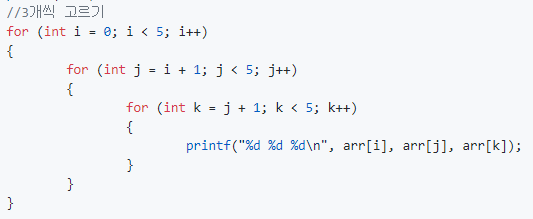 //3개씩 고르기
for (int i = 0; i < 5; i++)
{
        for (int j = i + 1; j < 5; j++)
        {
                for (int k = j + 1; k < 5; k++)
                {
                        printf("%d %d %d\n", arr[i], arr[j], arr[k]);
                }
        }
}